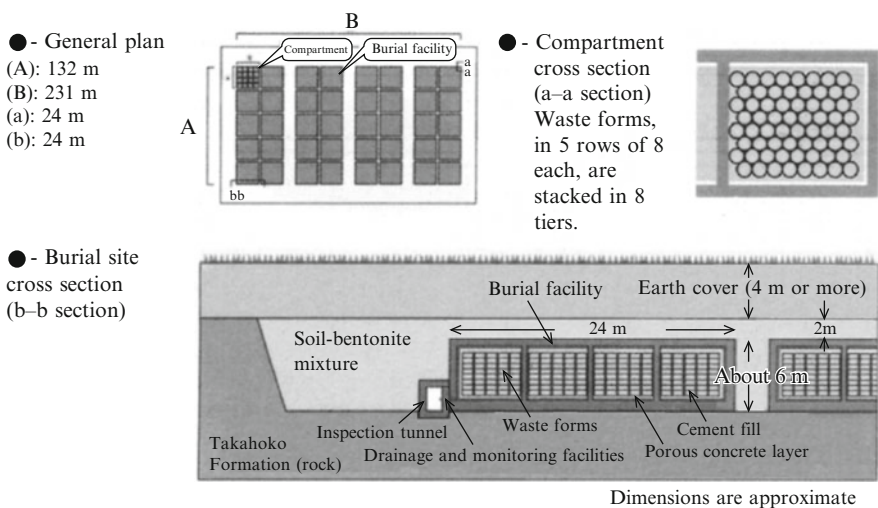 ● - General plan
(A): 132 m
(B): 231 m
(a): 24 m
(b): 24 m
B
Compartment
Burial facility
a
a
A
bb
● - Compartment
cross section
(a–a section)
Waste forms,
in 5 rows of 8
each, are
stacked in 8
tiers.
● - Burial site
cross section
(b–b section)
Burial facility
Earth cover (4 m or more)
24 m
2m
Soil-bentonite
mixture
About 6 m
Inspection tunnel
Waste forms
Cement fill
Drainage and monitoring facilities
Porous concrete layer
Takahoko
Formation (rock)
Dimensions are approximate